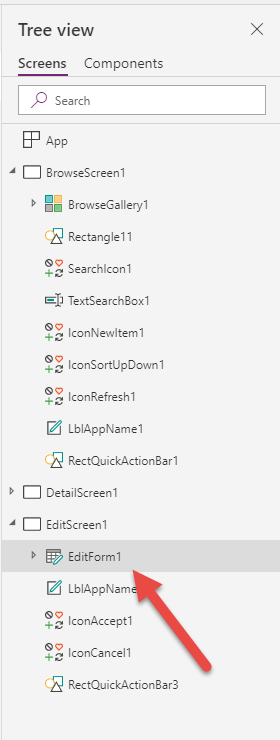 Tree view
Screens Components
Search
App
BrowseScreen1
BrowseGallery1
Rectangle11
SearchIcon1
TextSearchBox1
IconNewItem1
IconSortUpDown1
IconRefresh1
LblAppName1
RectQuickActionBar1
DetailScreen1
EditScreen1
EditForm1
LblAppName
IconAccept1
IconCancel1
RectQuickActionBar3